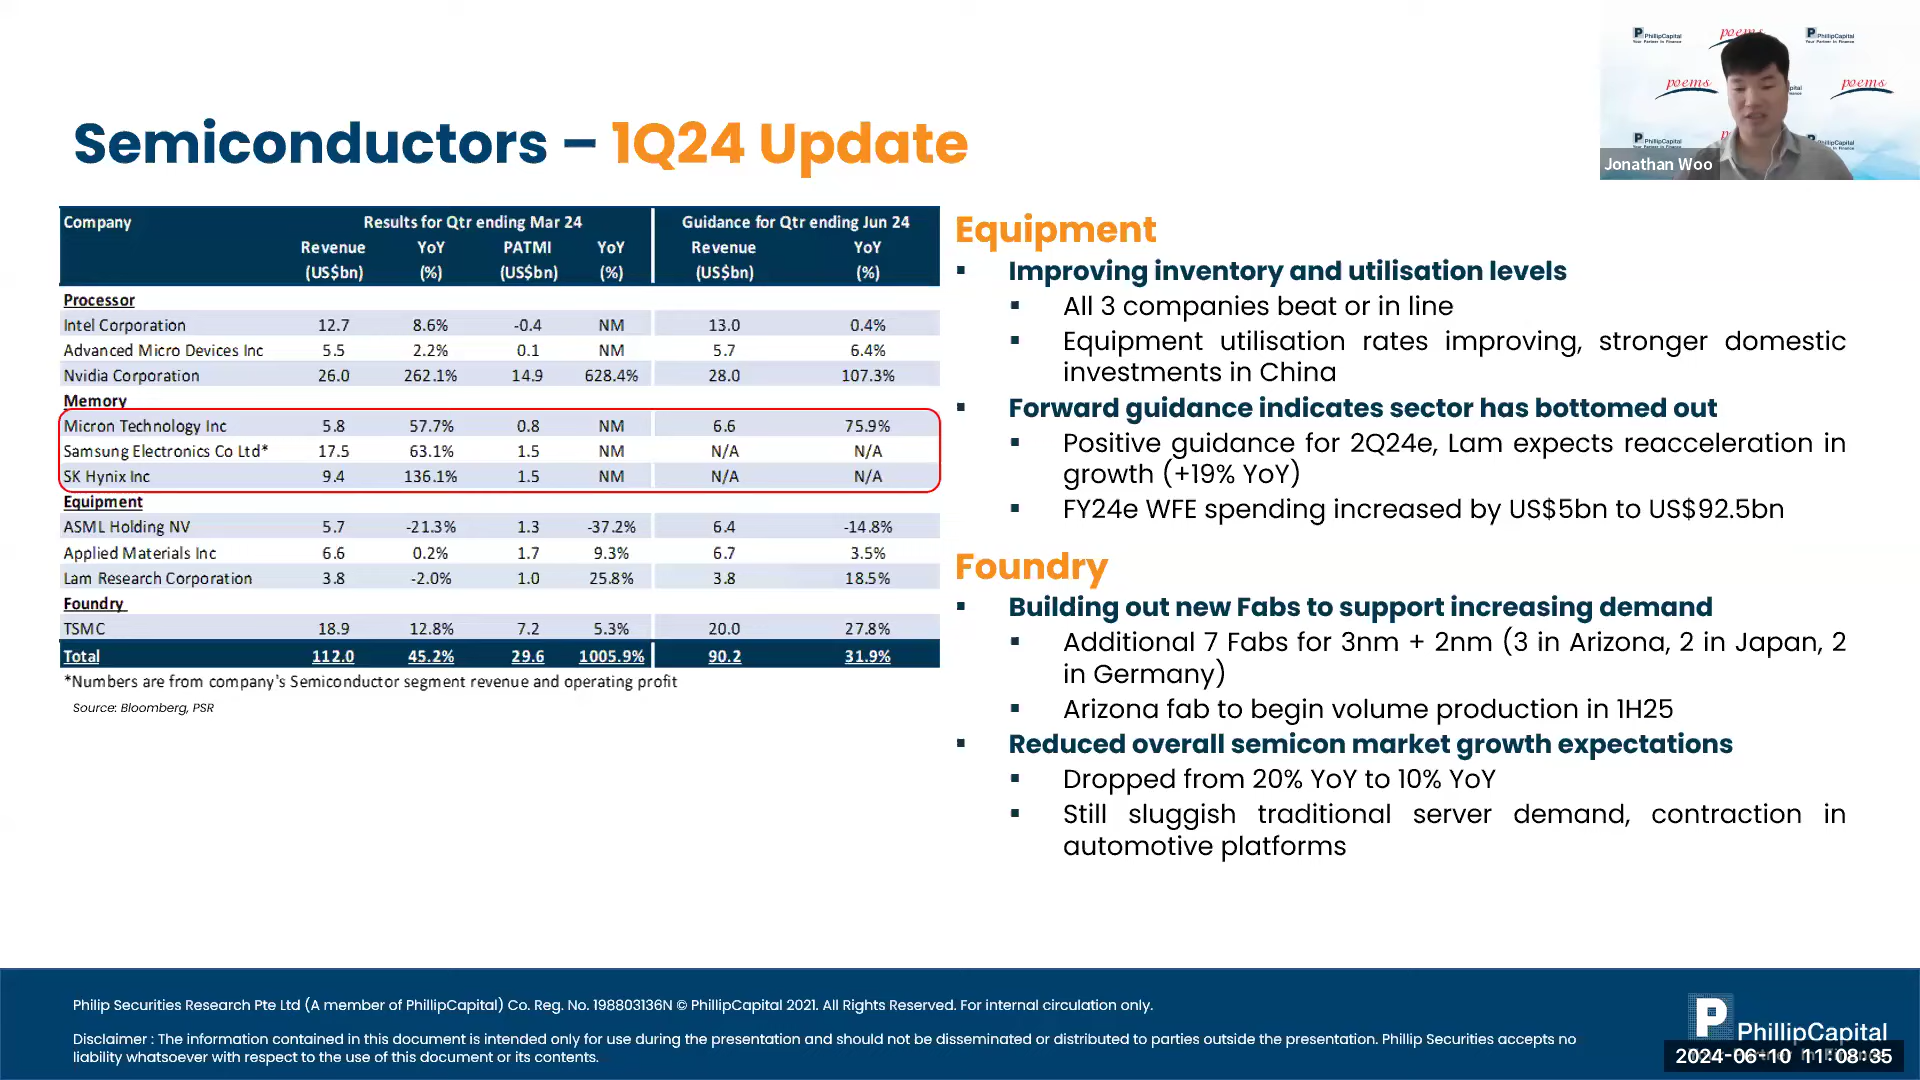 Semiconductors – 1Q24 Update
PhillipCapital
Your Partner in Finance
poems
PhillipCapital
Your Partner in Finance
poems
poems
PhillipCapital
PhillipCapital
Jonathan Woo
Company Results for Qtr ending Mar 24 Guidance for Qtr ending Jun 24
Revenue YoY PATMI YoY Revenue YoY
(US$bn) (%) (US$bn) (%) (US$bn) (%)
Processor
Intel Corporation 12.7 8.6% -0.4 NM 13.0 0.4%
Advanced Micro Devices Inc 5.5 2.2% 0.1 NM 5.7 6.4%
Nvidia Corporation 26.0 262.1% 14.9 628.4% 28.0 107.3%
Memory
Micron Technology Inc 5.8 57.7% 0.8 NM 6.6 75.9%
Samsung Electronics Co Ltd* 17.5 63.1% 1.5 NM N/A N/A
SK Hynix Inc 9.4 136.1% 1.5 NM N/A N/A
Equipment
ASML Holding NV 5.7 -21.3% 1.3 -37.2% 6.4 -14.8%
Applied Materials Inc 6.6 0.2% 1.7 9.3% 6.7 3.5%
Lam Research Corporation 3.8 -2.0% 1.0 25.8% 3.8 18.5%
Foundry
TSMC 18.9 12.8% 7.2 5.3% 20.0 27.8%
Total 112.0 45.2% 29.6 1005.9% 90.2 31.9%
*Numbers are from company's Semiconductor segment revenue and operating profit
Source: Bloomberg, PSR
Equipment
▪ Improving inventory and utilisation levels
▪ All 3 companies beat or in line
▪ Equipment utilisation rates improving, stronger domestic
investments in China
▪ Forward guidance indicates sector has bottomed out
▪ Positive guidance for 2Q24e, Lam expects reacceleration in
growth (+19% YoY)
▪ FY24e WFE spending increased by US$5bn to US$92.5bn
Foundry
▪ Building out new Fabs to support increasing demand
▪ Additional 7 Fabs for 3nm + 2nm (3 in Arizona, 2 in Japan, 2
in Germany)
▪ Arizona fab to begin volume production in 1H25
▪ Reduced overall semicon market growth expectations
▪ Dropped from 20% YoY to 10% YoY
▪ Still sluggish traditional server demand, contraction in
automotive platforms
Philip Securities Research Pte Ltd (A member of PhillipCapital) Co. Reg. No. 198803136N © PhillipCapital 2021. All Rights Reserved. For internal circulation only.
Disclaimer : The information contained in this document is intended only for use during the presentation and should not be disseminated or distributed to parties outside the presentation. Phillip Securities accepts no
liability whatsoever with respect to the use of this document or its contents.
PhillipCapital
2024-06-10 11:08:35